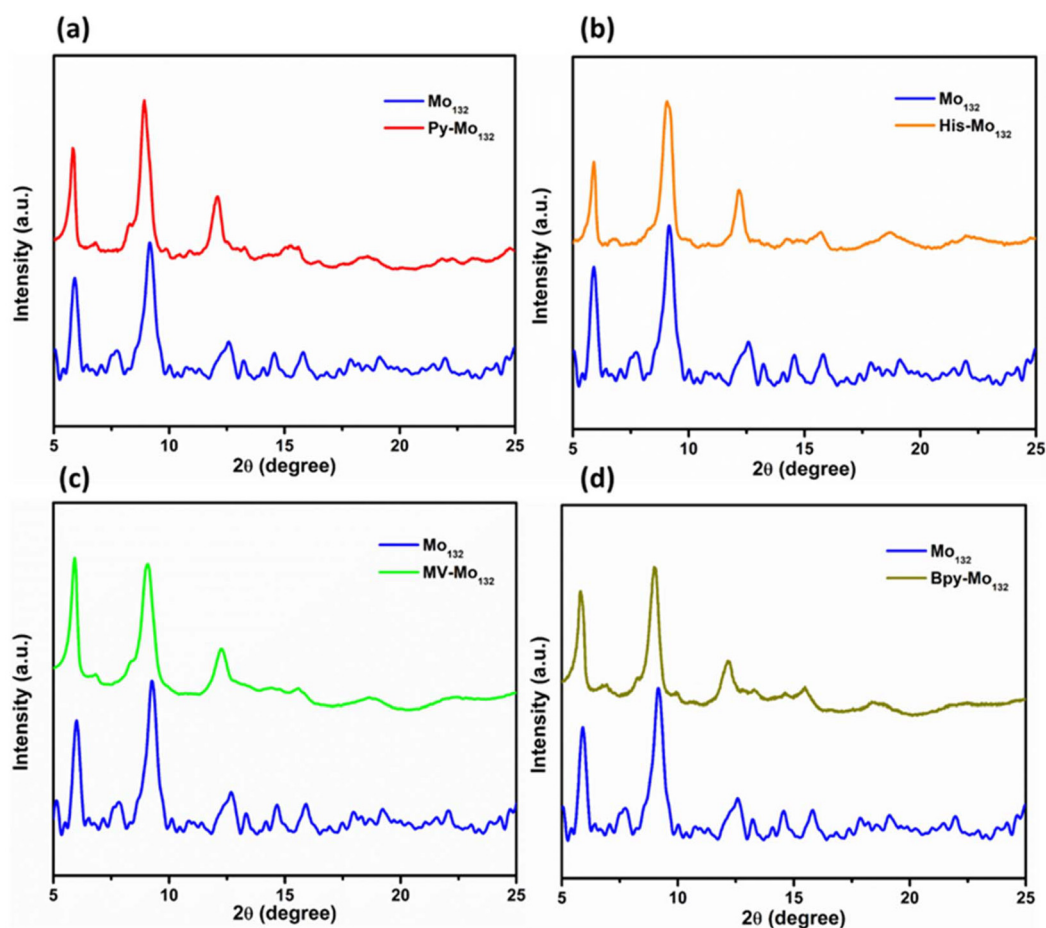 (a)
Mo132
Py-Mo132
Intensity (a.u.)
5 10 15 20 25
2θ (degree)
(b)
Mo132
His-Mo132
Intensity (a.u.)
5 10 15 20 25
2θ (degree)
(c)
Mo132
MV-Mo132
Intensity (a.u.)
5 10 15 20 25
2θ (degree)
(d)
Mo132
Bpy-Mo132
Intensity (a.u.)
5 10 15 20 25
2θ (degree)